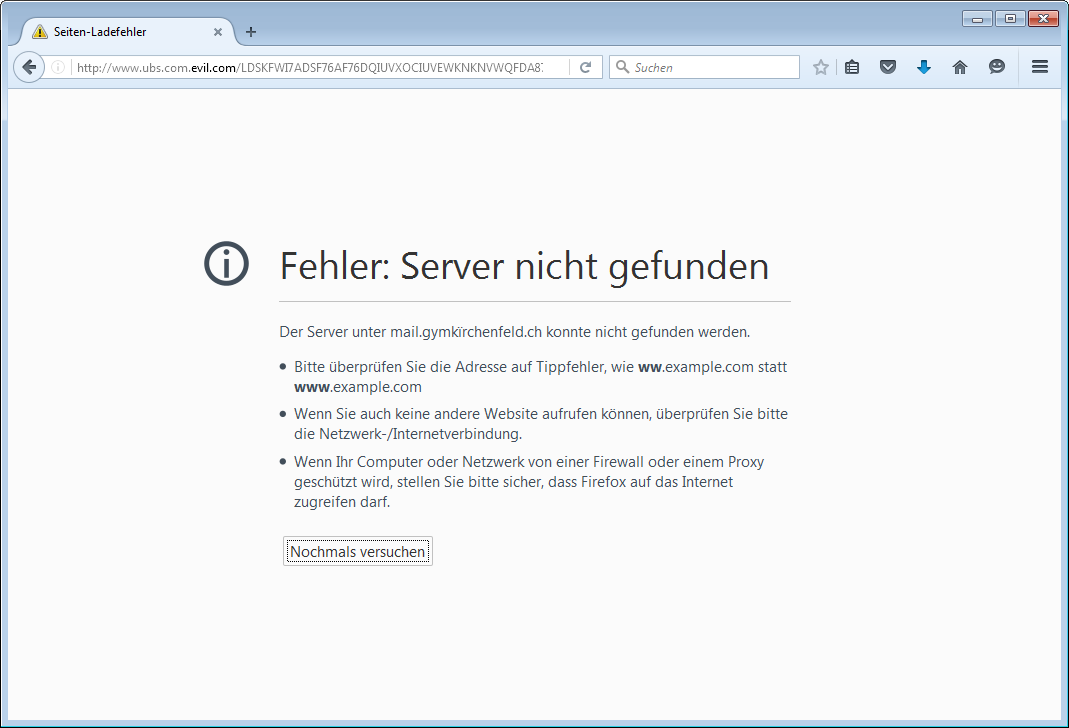 Seiten-Ladefehler
http://www.ubs.com.evil.com/LDSKFWI7ADSF76AF76DQIUVXOCIUVEWKNKNVWQFDA87
Suchen
Fehler: Server nicht gefunden
Der Server unter mail.gymkïrchenfeld.ch konnte nicht gefunden werden.
• Bitte überprüfen Sie die Adresse auf Tippfehler, wie ww.example.com statt
www.example.com
• Wenn Sie auch keine andere Website aufrufen können, überprüfen Sie bitte
die Netzwerk-/Internetverbindung.
• Wenn Ihr Computer oder Netzwerk von einer Firewall oder einem Proxy
geschützt wird, stellen Sie bitte sicher, dass Firefox auf das Internet
zugreifen darf.
Nochmals versuchen